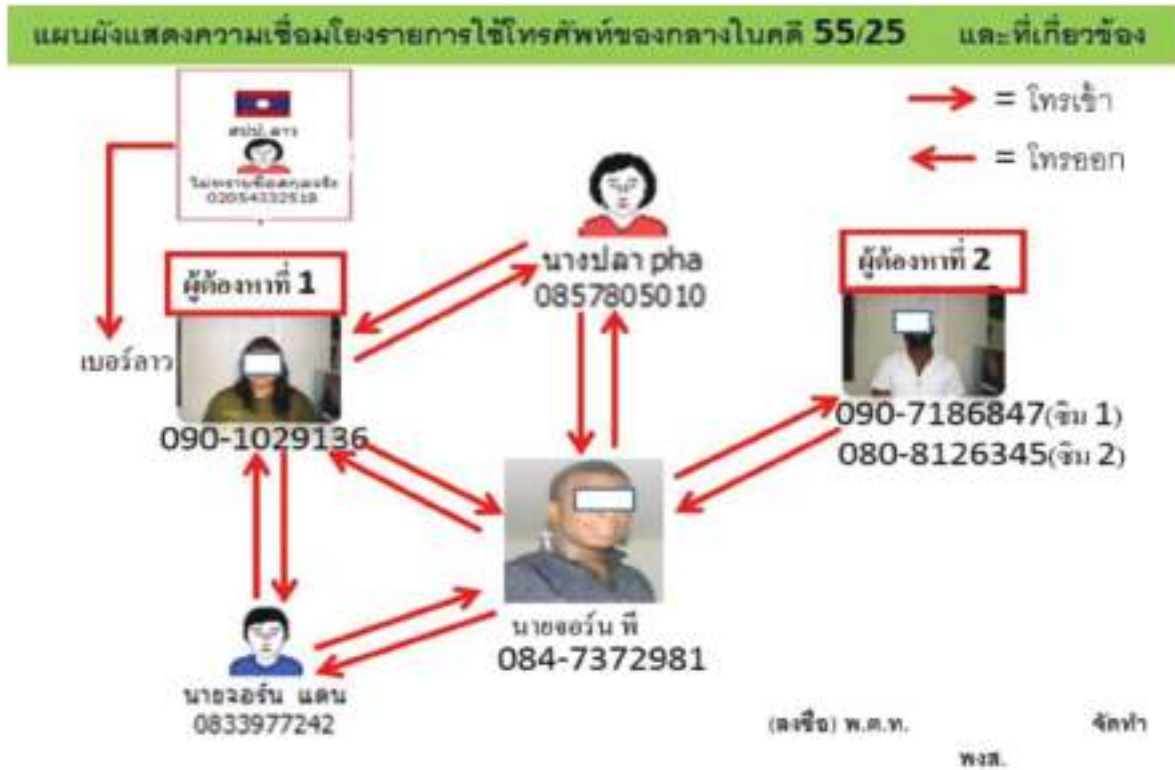 แผนผังแสดงความเชื่อมโยงรายการใช้โทรศัพท์ของกลางในคดี 55/25 และที่เกี่ยวข้อง
= โทรเข้า
= โทรออก
สปป.ลาว
ไม่ทราบชื่อสกุลจริง
02054332518
นางปลา pha
0857805010
ผู้ต้องหาที่ 1
ผู้ต้องหาที่ 2
เบอร์ลาว
090-1029136
090-7186847(ซิม 1)
080-8126345(ซิม 2)
นายจอร์น พี
084-7372981
นายจอร์น แดน
0833977242
(ลงชื่อ) พ.ต.ท. จัดทำ
พงส.